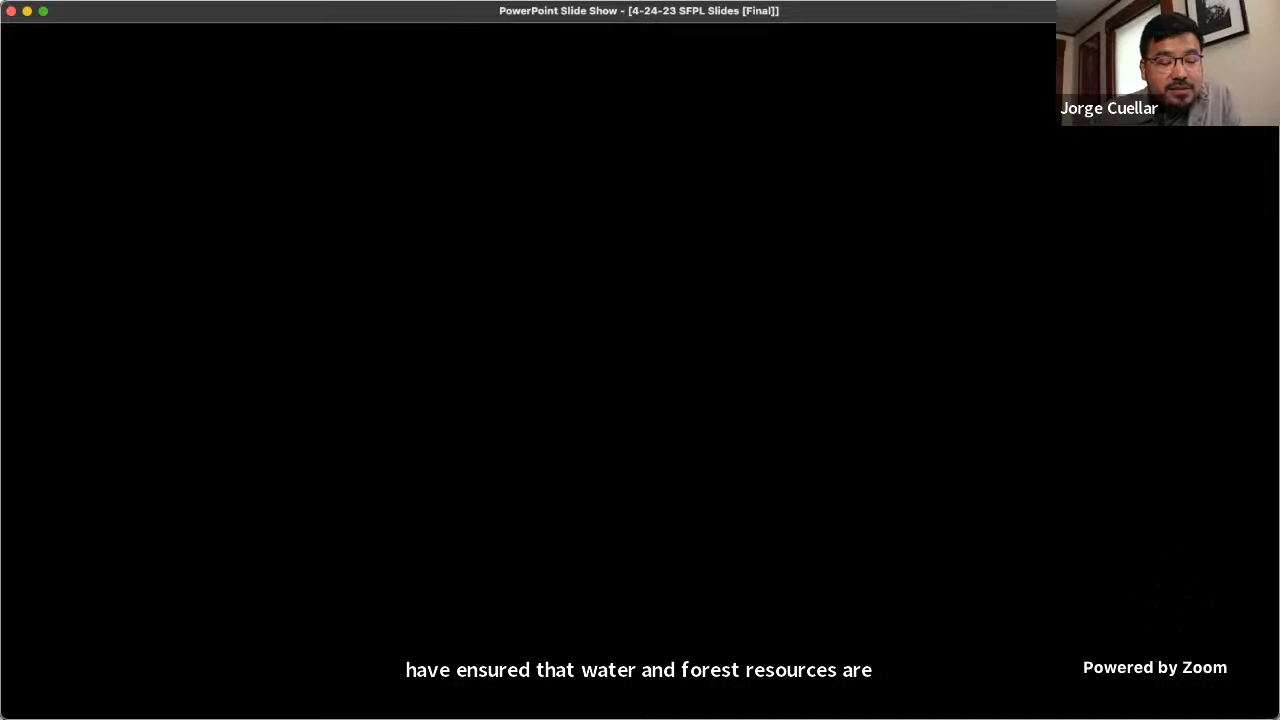 PowerPoint Slide Show - [4-24-23 SFPL Slides [Final]]
Jorge Cuellar
have ensured that water and forest resources are
Powered by Zoom